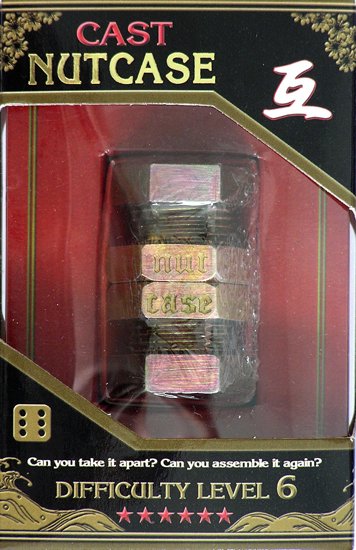 CAST
NUTCASE
互
nut
case
Can you take it apart? Can you assemble it again?
DIFFICULTY LEVEL 6